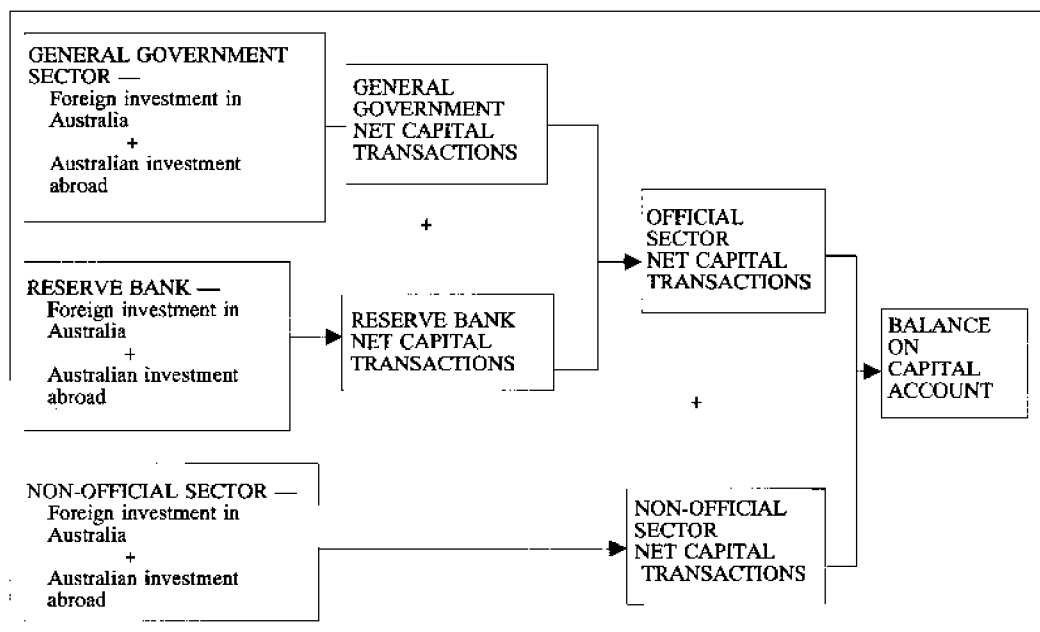 GENERAL GOVERNMENT
SECTOR —
Foreign investment in
Australia
+
Australian investment
abroad
GENERAL
GOVERNMENT
NET CAPITAL
TRANSACTIONS
+
RESERVE BANK —
Foreign investment in
Australia
+
Australian investment
abroad
RESERVE BANK
NET CAPITAL
TRANSACTIONS
OFFICIAL
SECTOR
NET CAPITAL
TRANSACTIONS
+
BALANCE
ON
CAPITAL
ACCOUNT
NON-OFFICIAL SECTOR —
Foreign investment in
Australia
+
Australian investment
abroad
NON-OFFICIAL
SECTOR
NET CAPITAL
TRANSACTIONS